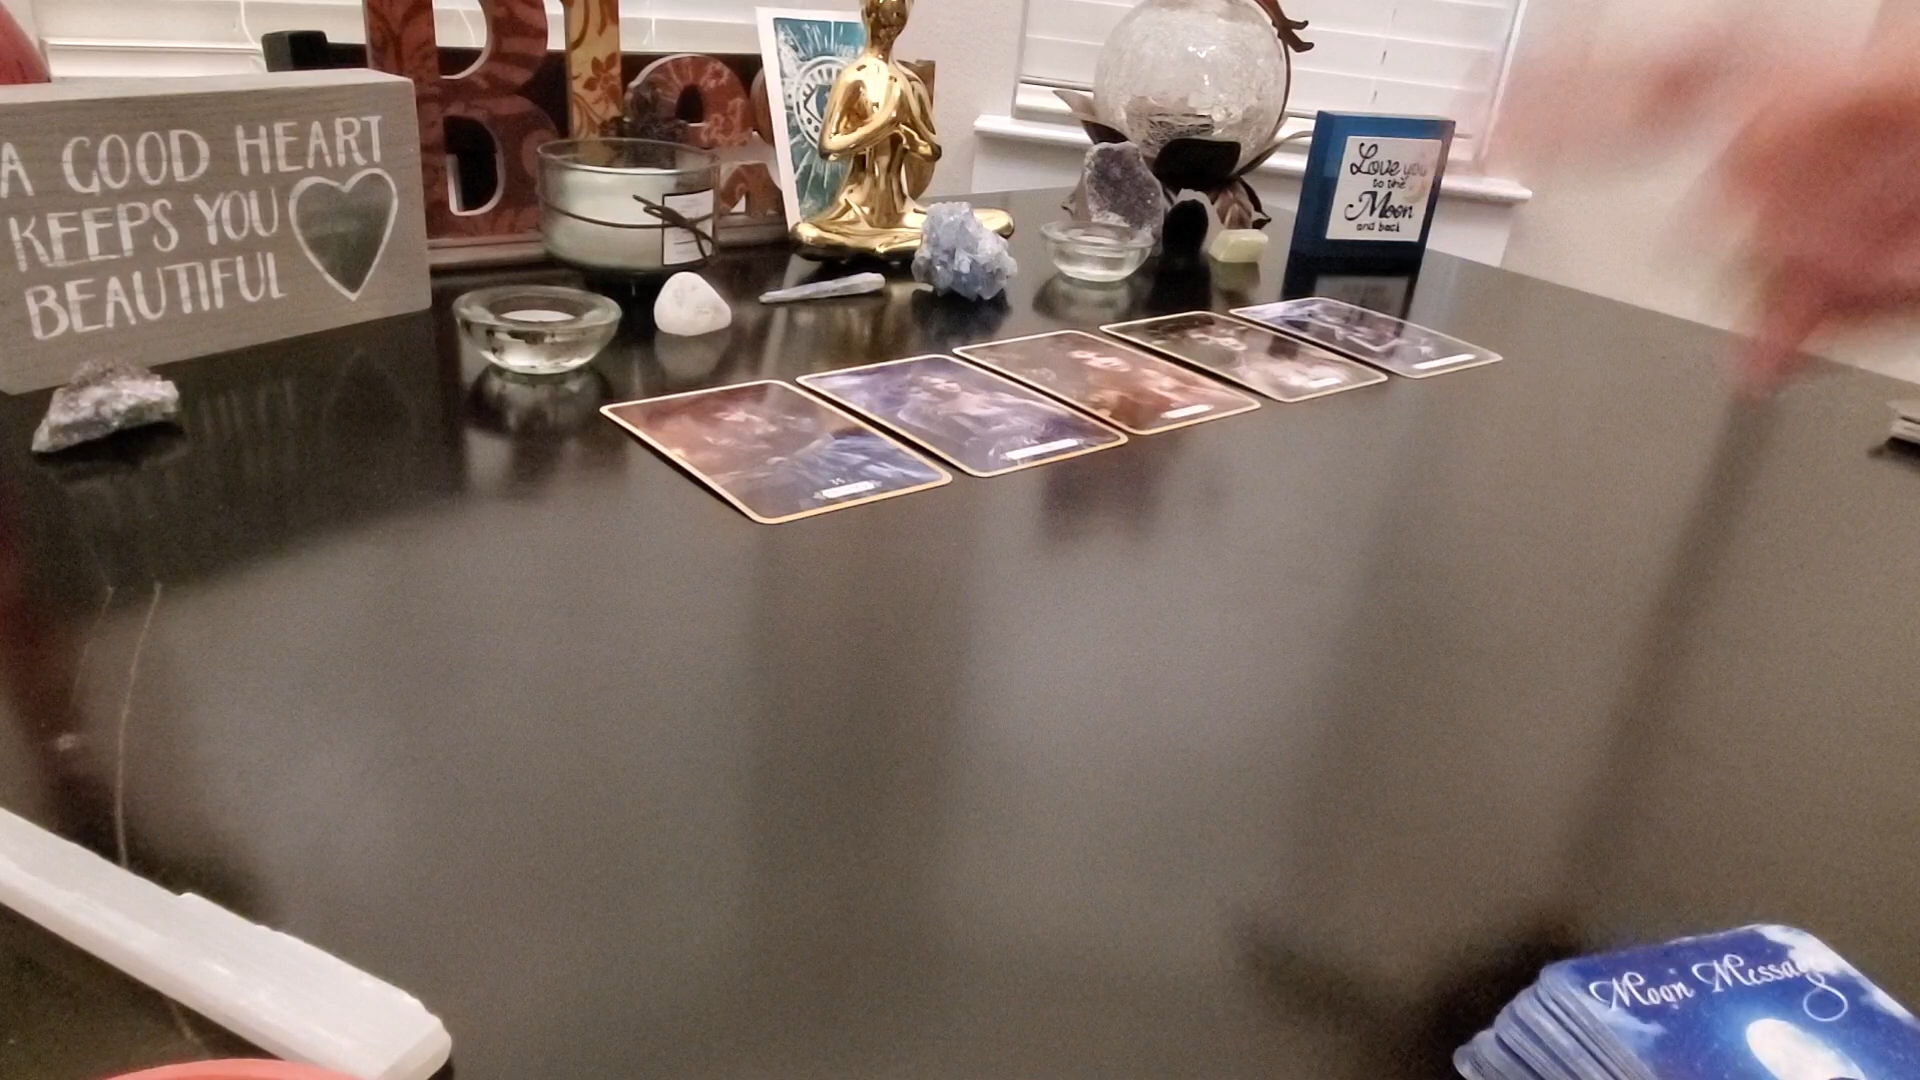 A GOOD HEART
KEEPS YOU
BEAUTIFUL
Love you
to the
Moon
and back
Moon Messag